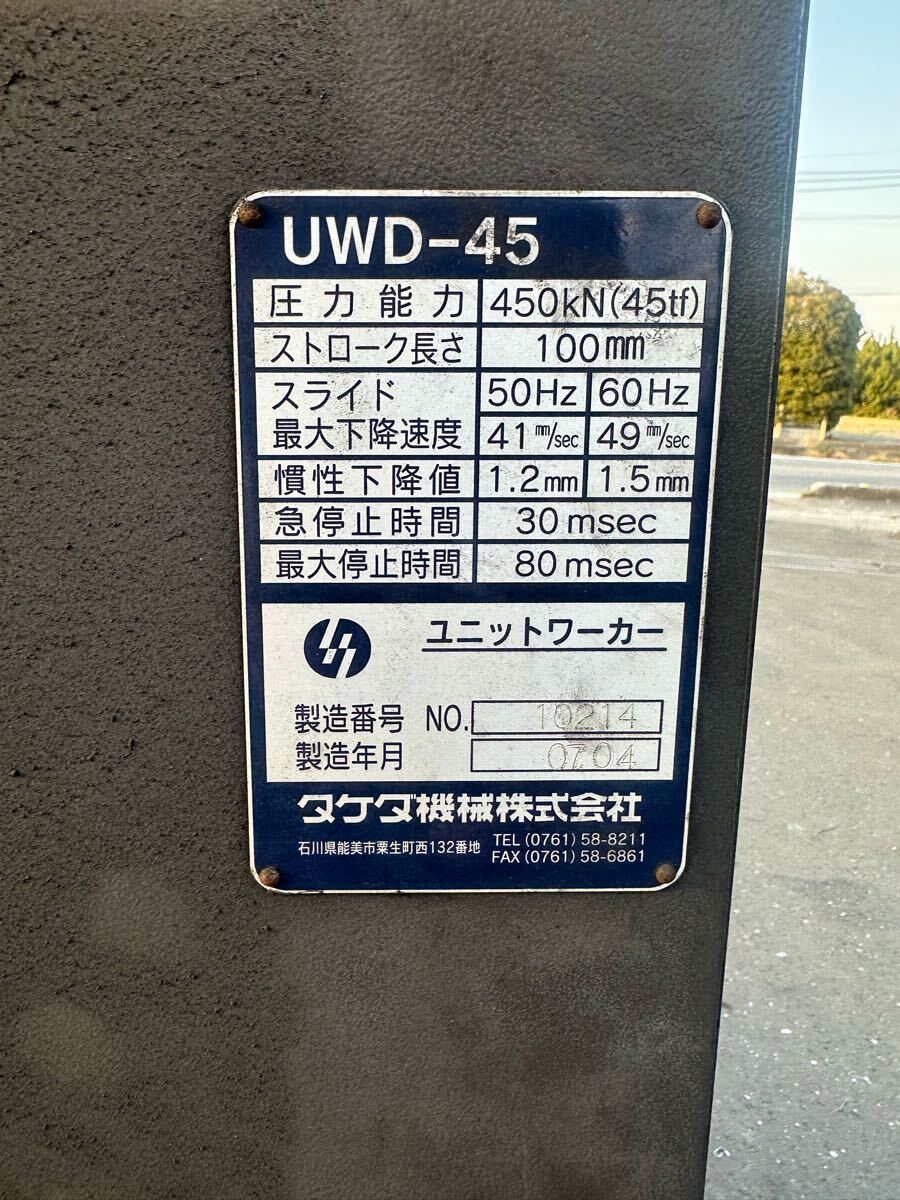 UWD-45
圧力能力 450kN(45tf)
ストローク長さ 100mm
スライド 50Hz 60Hz
最大下降速度 41mm/sec 49mm/sec
慣性下降値 1.2mm 1.5mm
急停止時間 30msec
最大停止時間 80msec
ユニットワーカー
製造番号 NO. 10214
製造年月 0704
タケダ機械株式会社
石川県能美市粟生町西132番地 TEL (0761) 58-8211
FAX (0761) 58-6861